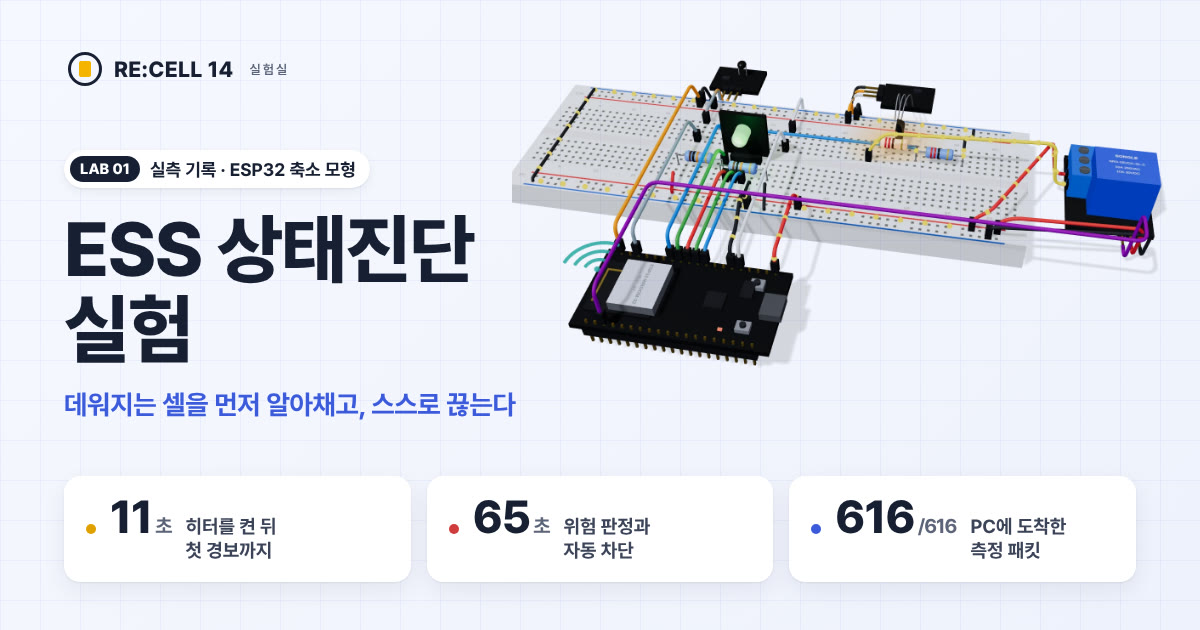 RE:CELL 14 실험실
LAB 01 실측 기록 · ESP32 축소 모형
ESS 상태진단
실험
데워지는 셀을 먼저 알아채고, 스스로 끊는다
11초 히터를 켠 뒤
첫 경보까지
65초 위험 판정과
자동 차단
616/616 PC에 도착한
측정 패킷